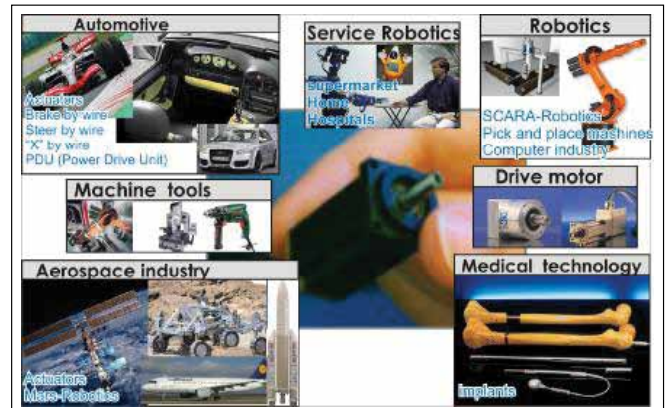 Automotive
Actuators
Brake by wire
Steer by wire
"X" by wire
PDU (Power Drive Unit)
Service Robotics
supermarket
Home
Hospitals
Robotics
SCARA-Robotics
Pick and place machines
Computer industry
Machine tools
Drive motor
Aerospace industry
Actuators
Mars-Robotics
Medical technology
implants